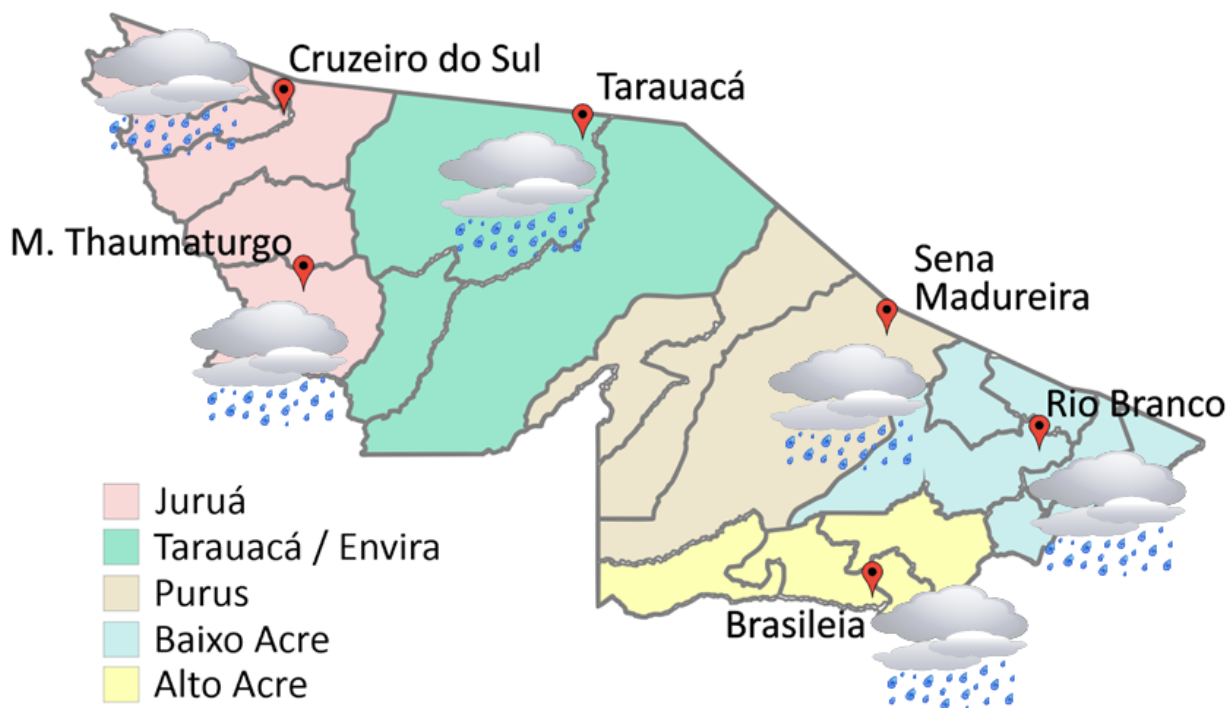 Cruzeiro do Sul
Tarauacá
M. Thaumaturgo
Sena
Madureira
Rio Branco
Brasileia
Juruá
Tarauacá / Envira
Purus
Baixo Acre
Alto Acre